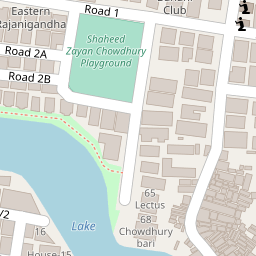 Road 1
Eastern
Rajanigandha
Club
Shaheed
Zayan Chowdhury
Playground
Road 2A
Road 2B
65
Lectus
68
Chowdhury
bari
Lake
/2
16
House-15